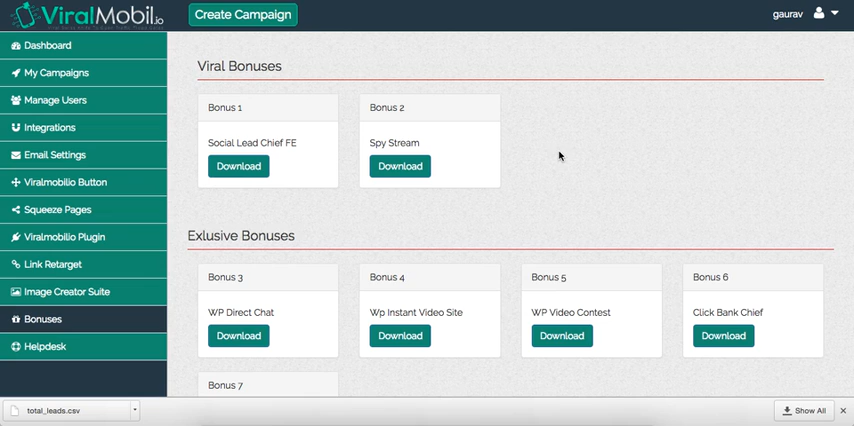 ViralMobil.io
Create Campaign
gaurav
Dashboard
My Campaigns
Manage Users
Integrations
Email Settings
Viralmobilio Button
Squeeze Pages
Viralmobilio Plugin
Link Retarget
Image Creator Suite
Bonuses
Helpdesk
Viral Bonuses
Bonus 1
Social Lead Chief FE
Download
Bonus 2
Spy Stream
Download
Exlusive Bonuses
Bonus 3
WP Direct Chat
Download
Bonus 4
Wp Instant Video Site
Download
Bonus 5
WP Video Contest
Download
Bonus 6
Click Bank Chief
Download
Bonus 7
total_leads.csv
Show All